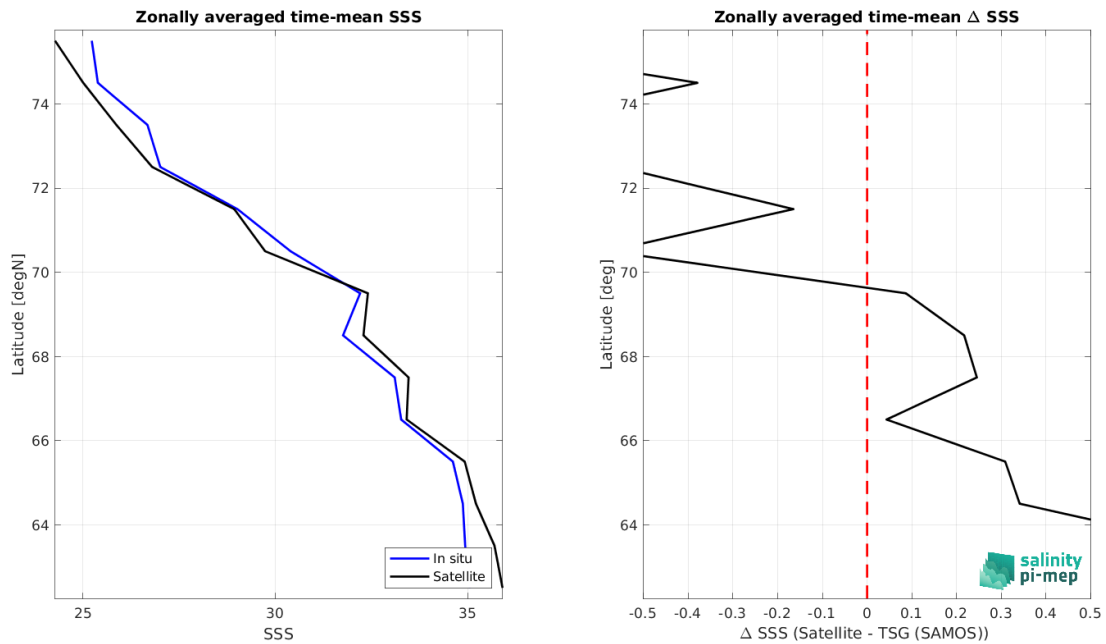 Zonally averaged time-mean SSS
74
72
70
68
66
64
Latitude [degN]
25
30
35
SSS
In situ
Satellite
Zonally averaged time-mean Δ SSS
74
72
70
68
66
64
Latitude [deg]
-0.5
-0.4
-0.3
-0.2
-0.1
0
0.1
0.2
0.3
0.4
0.5
Δ SSS (Satellite - TSG (SAMOS))
salinity
pi-mep